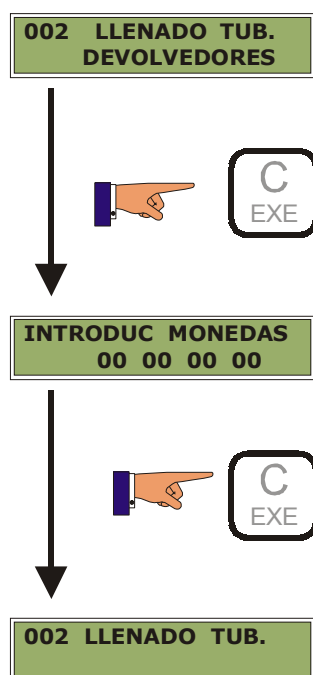 002 LLENADO TUB.
DEVOLVEDORES
C
EXE
INTRODUC MONEDAS
00 00 00 00
C
EXE
002 LLENADO TUB.